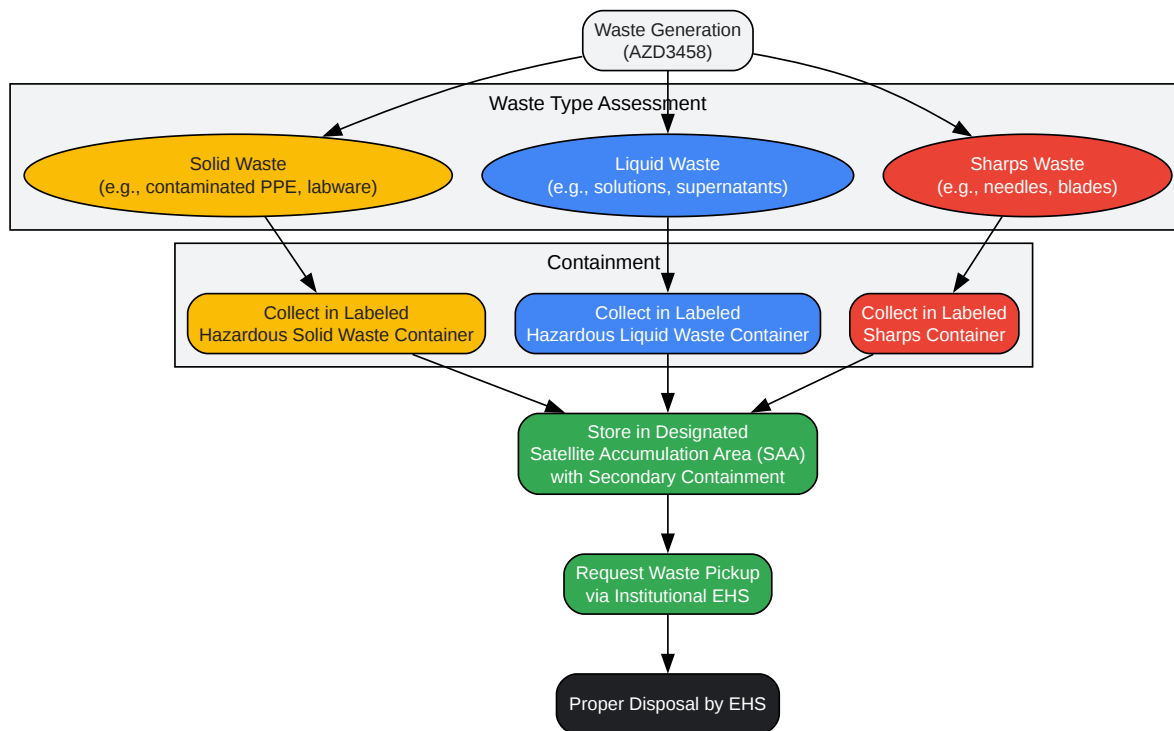 Waste Generation
(AZD3458)
Waste Type Assessment
Solid Waste
(e.g., contaminated PPE, labware)
Liquid Waste
(e.g., solutions, supernatants)
Sharps Waste
(e.g., needles, blades)
Containment
Collect in Labeled
Hazardous Solid Waste Container
Collect in Labeled
Hazardous Liquid Waste Container
Collect in Labeled
Sharps Container
Store in Designated
Satellite Accumulation Area (SAA)
with Secondary Containment
Request Waste Pickup
via Institutional EHS
Proper Disposal by EHS